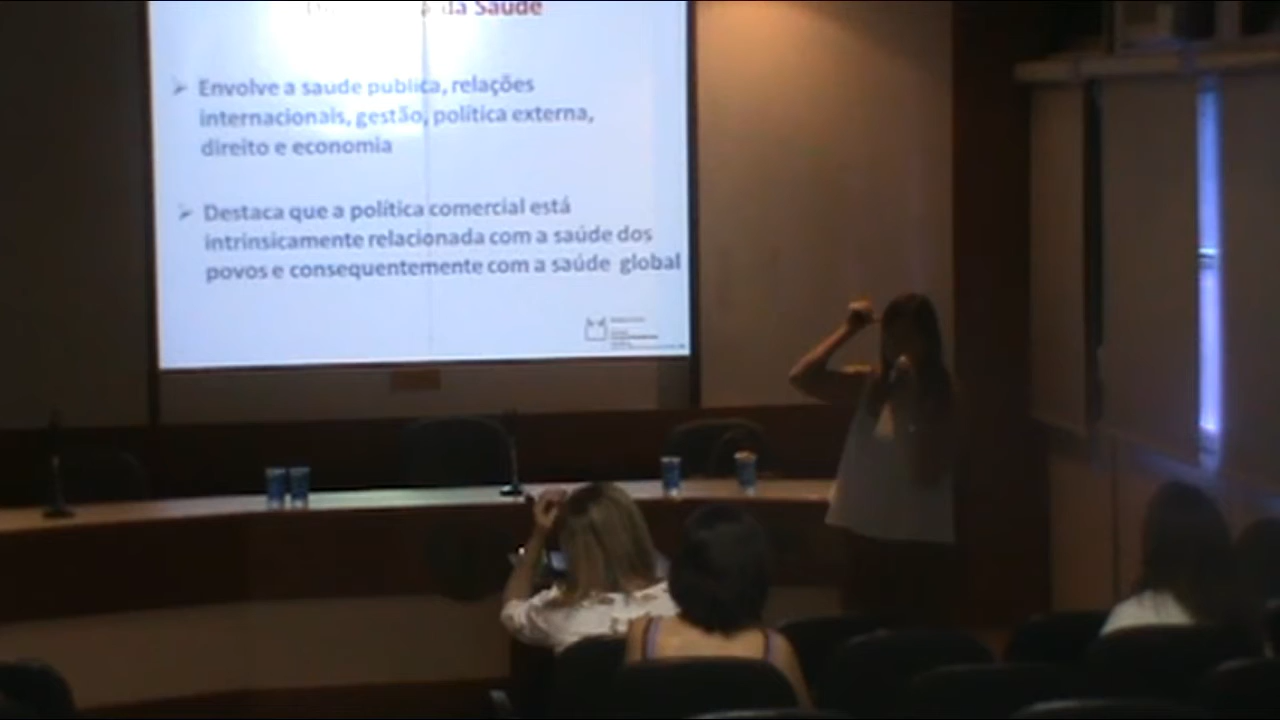 da Saúde
Envolve a saude publica, relações
internacionais, gestão, política externa,
direito e economia
Destaca que a política comercial está
intrinsicamente relacionada com a saúde dos
povos e consequentemente com a saúde global